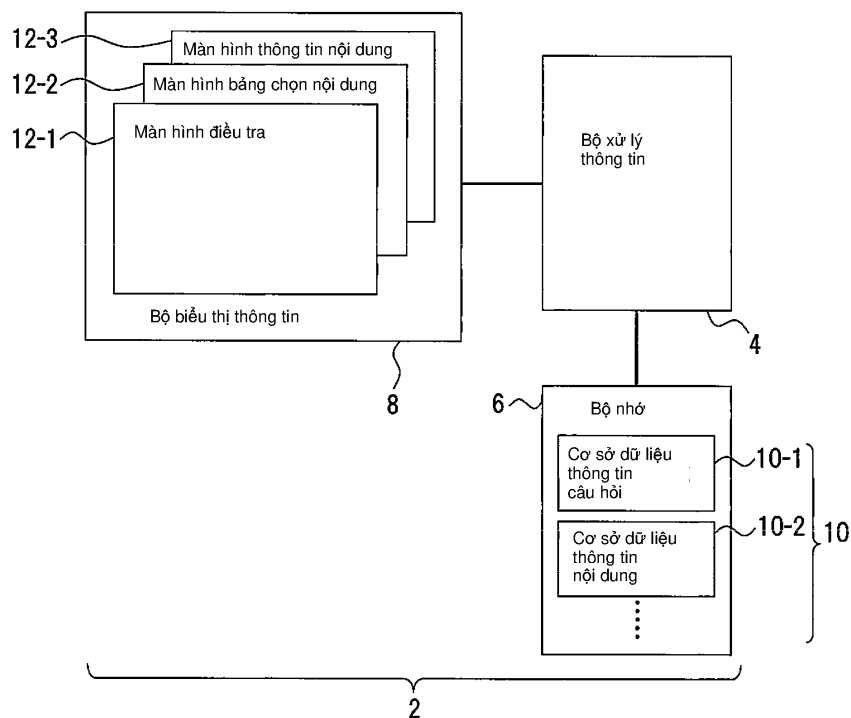 12-3
Màn hình thông tin nội dung
12-2
Màn hình bảng chọn nội dung
12-1
Màn hình điều tra
Bộ biểu thị thông tin
8
Bộ xử lý
thông tin
4
6
Bộ nhớ
Cơ sở dữ liệu
thông tin
câu hỏi
10-1
Cơ sở dữ liệu
thông tin
nội dung
10-2
10
2